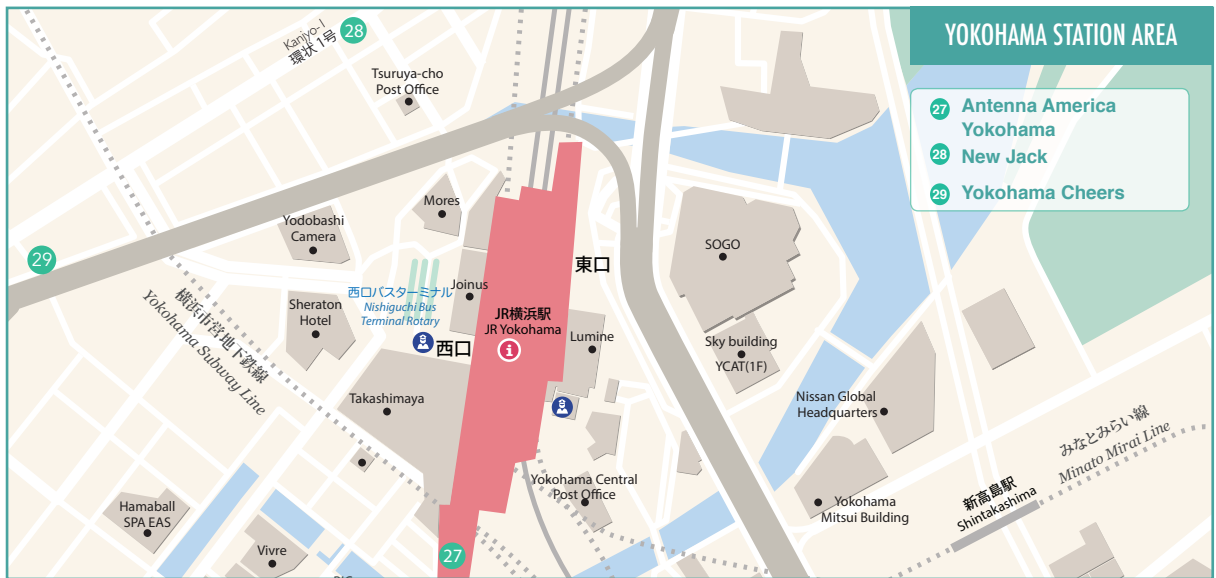 YOKOHAMA STATION AREA
27 Antenna America
Yokohama
28 New Jack
29 Yokohama Cheers
28
Kanjyo-1
環状1号
Tsuruya-cho
Post Office
Mores
Yodobashi
Camera
29
SOGO
東口
西口バスターミナル
Nishiguchi Bus
Terminal Rotary
Joinus
横浜市営地下鉄線
Yokohama Subway Line
Sheraton
Hotel
JR横浜駅
JR Yokohama
i
西口
Lumine
Sky building
YCAT(1F)
Takashimaya
Nissan Global
Headquarters
みなとみらい線
Minato Mirai Line
Yokohama Central
Post Office
新高島駅
Shintakashima
Yokohama
Mitsui Building
Hamaball
SPA EAS
Vivre
27